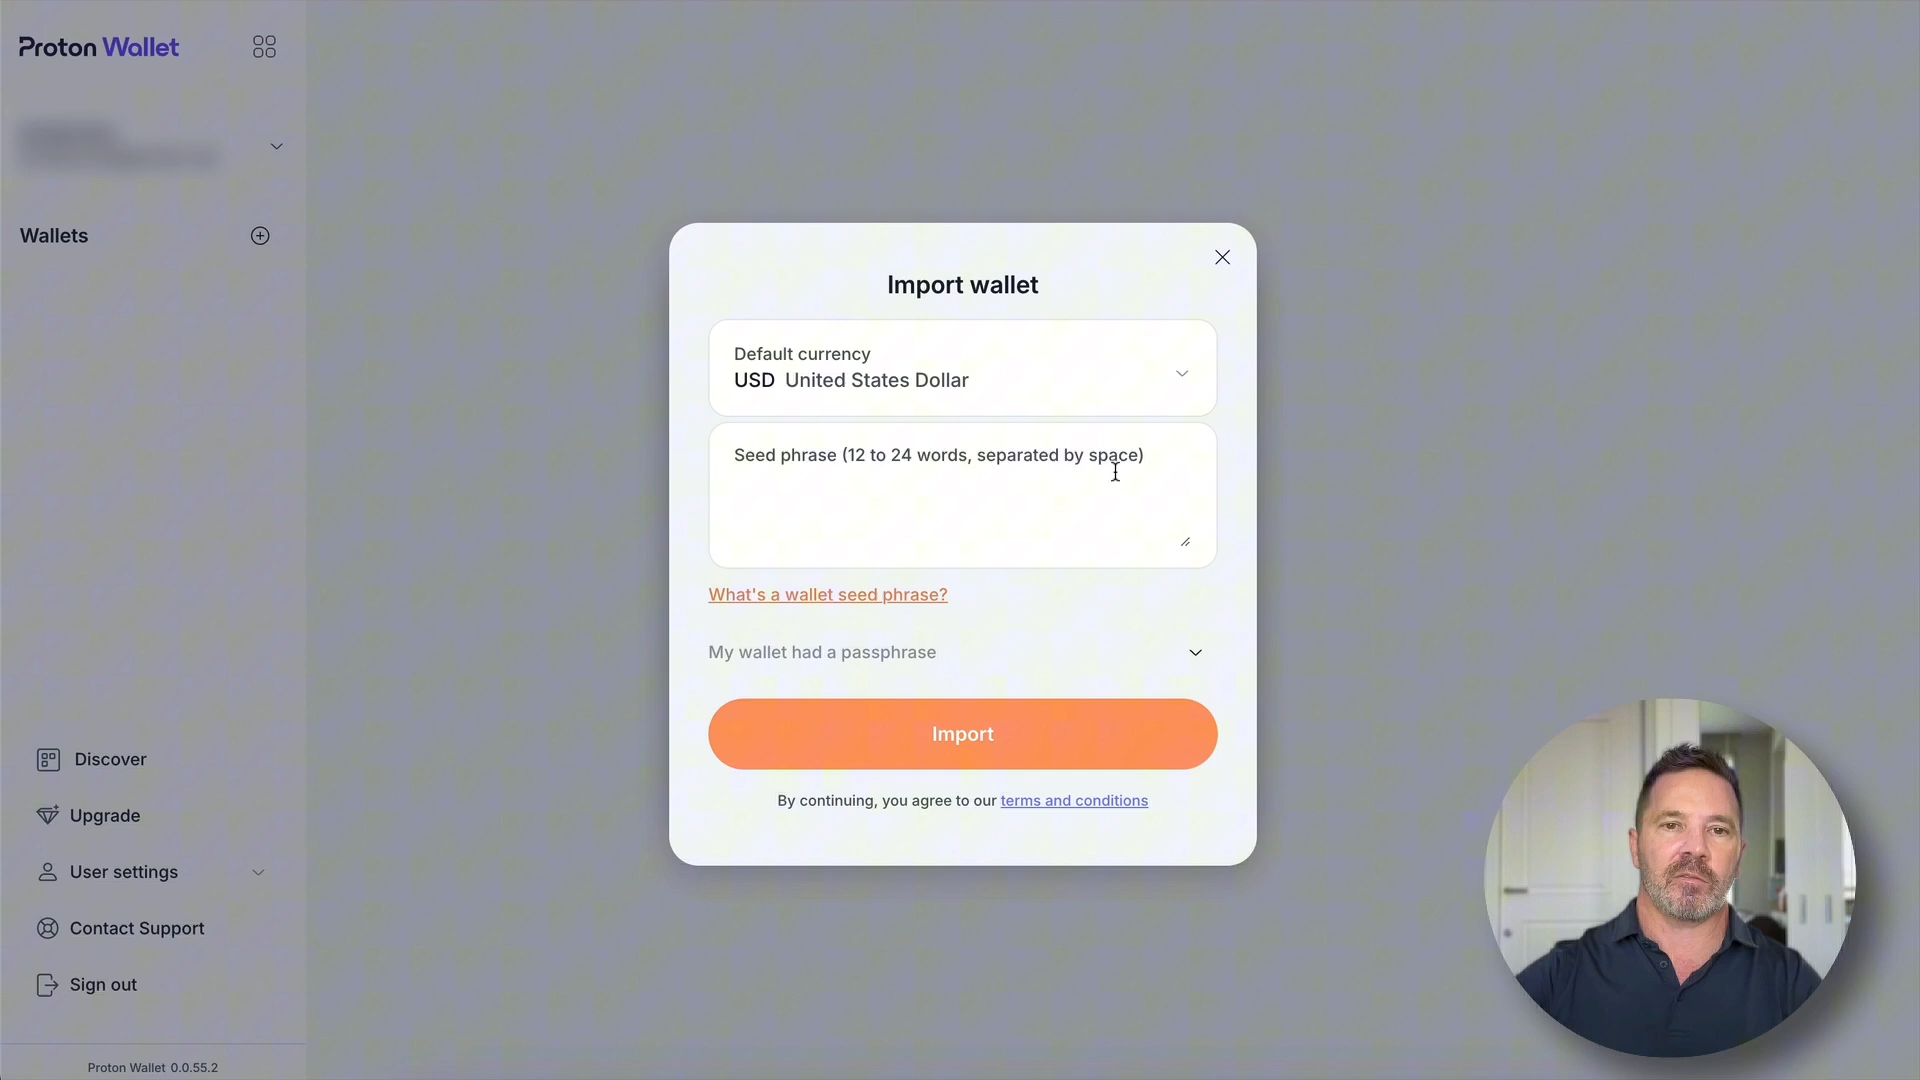 Proton Wallet
Wallets
Import wallet
Default currency
USD United States Dollar
Seed phrase (12 to 24 words, separated by space)
What's a wallet seed phrase?
My wallet had a passphrase
Import
By continuing, you agree to our terms and conditions
Discover
Upgrade
User settings
Contact Support
Sign out
Proton Wallet 0.0.55.2